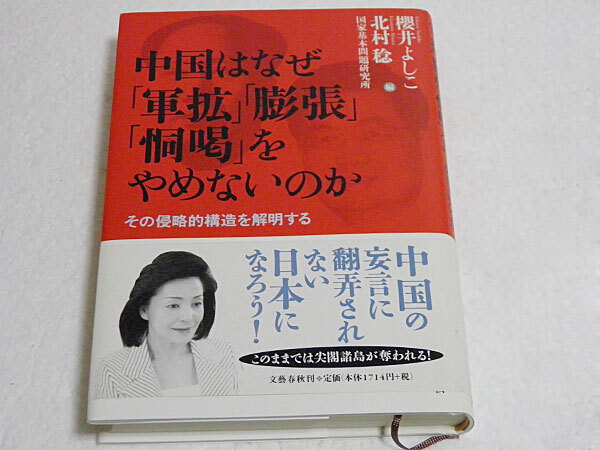 櫻井よしこ
北村 稔
編
国家基本問題研究所
中国はなぜ
「軍拡」「膨張」
「恫喝」を
やめないのか
その侵略的構造を解明する
中国の
妄言に
翻弄され
ない
日本に
なろう！
このままでは尖閣諸島が奪われる！
文藝春秋刊 定価(本体1714円+税)